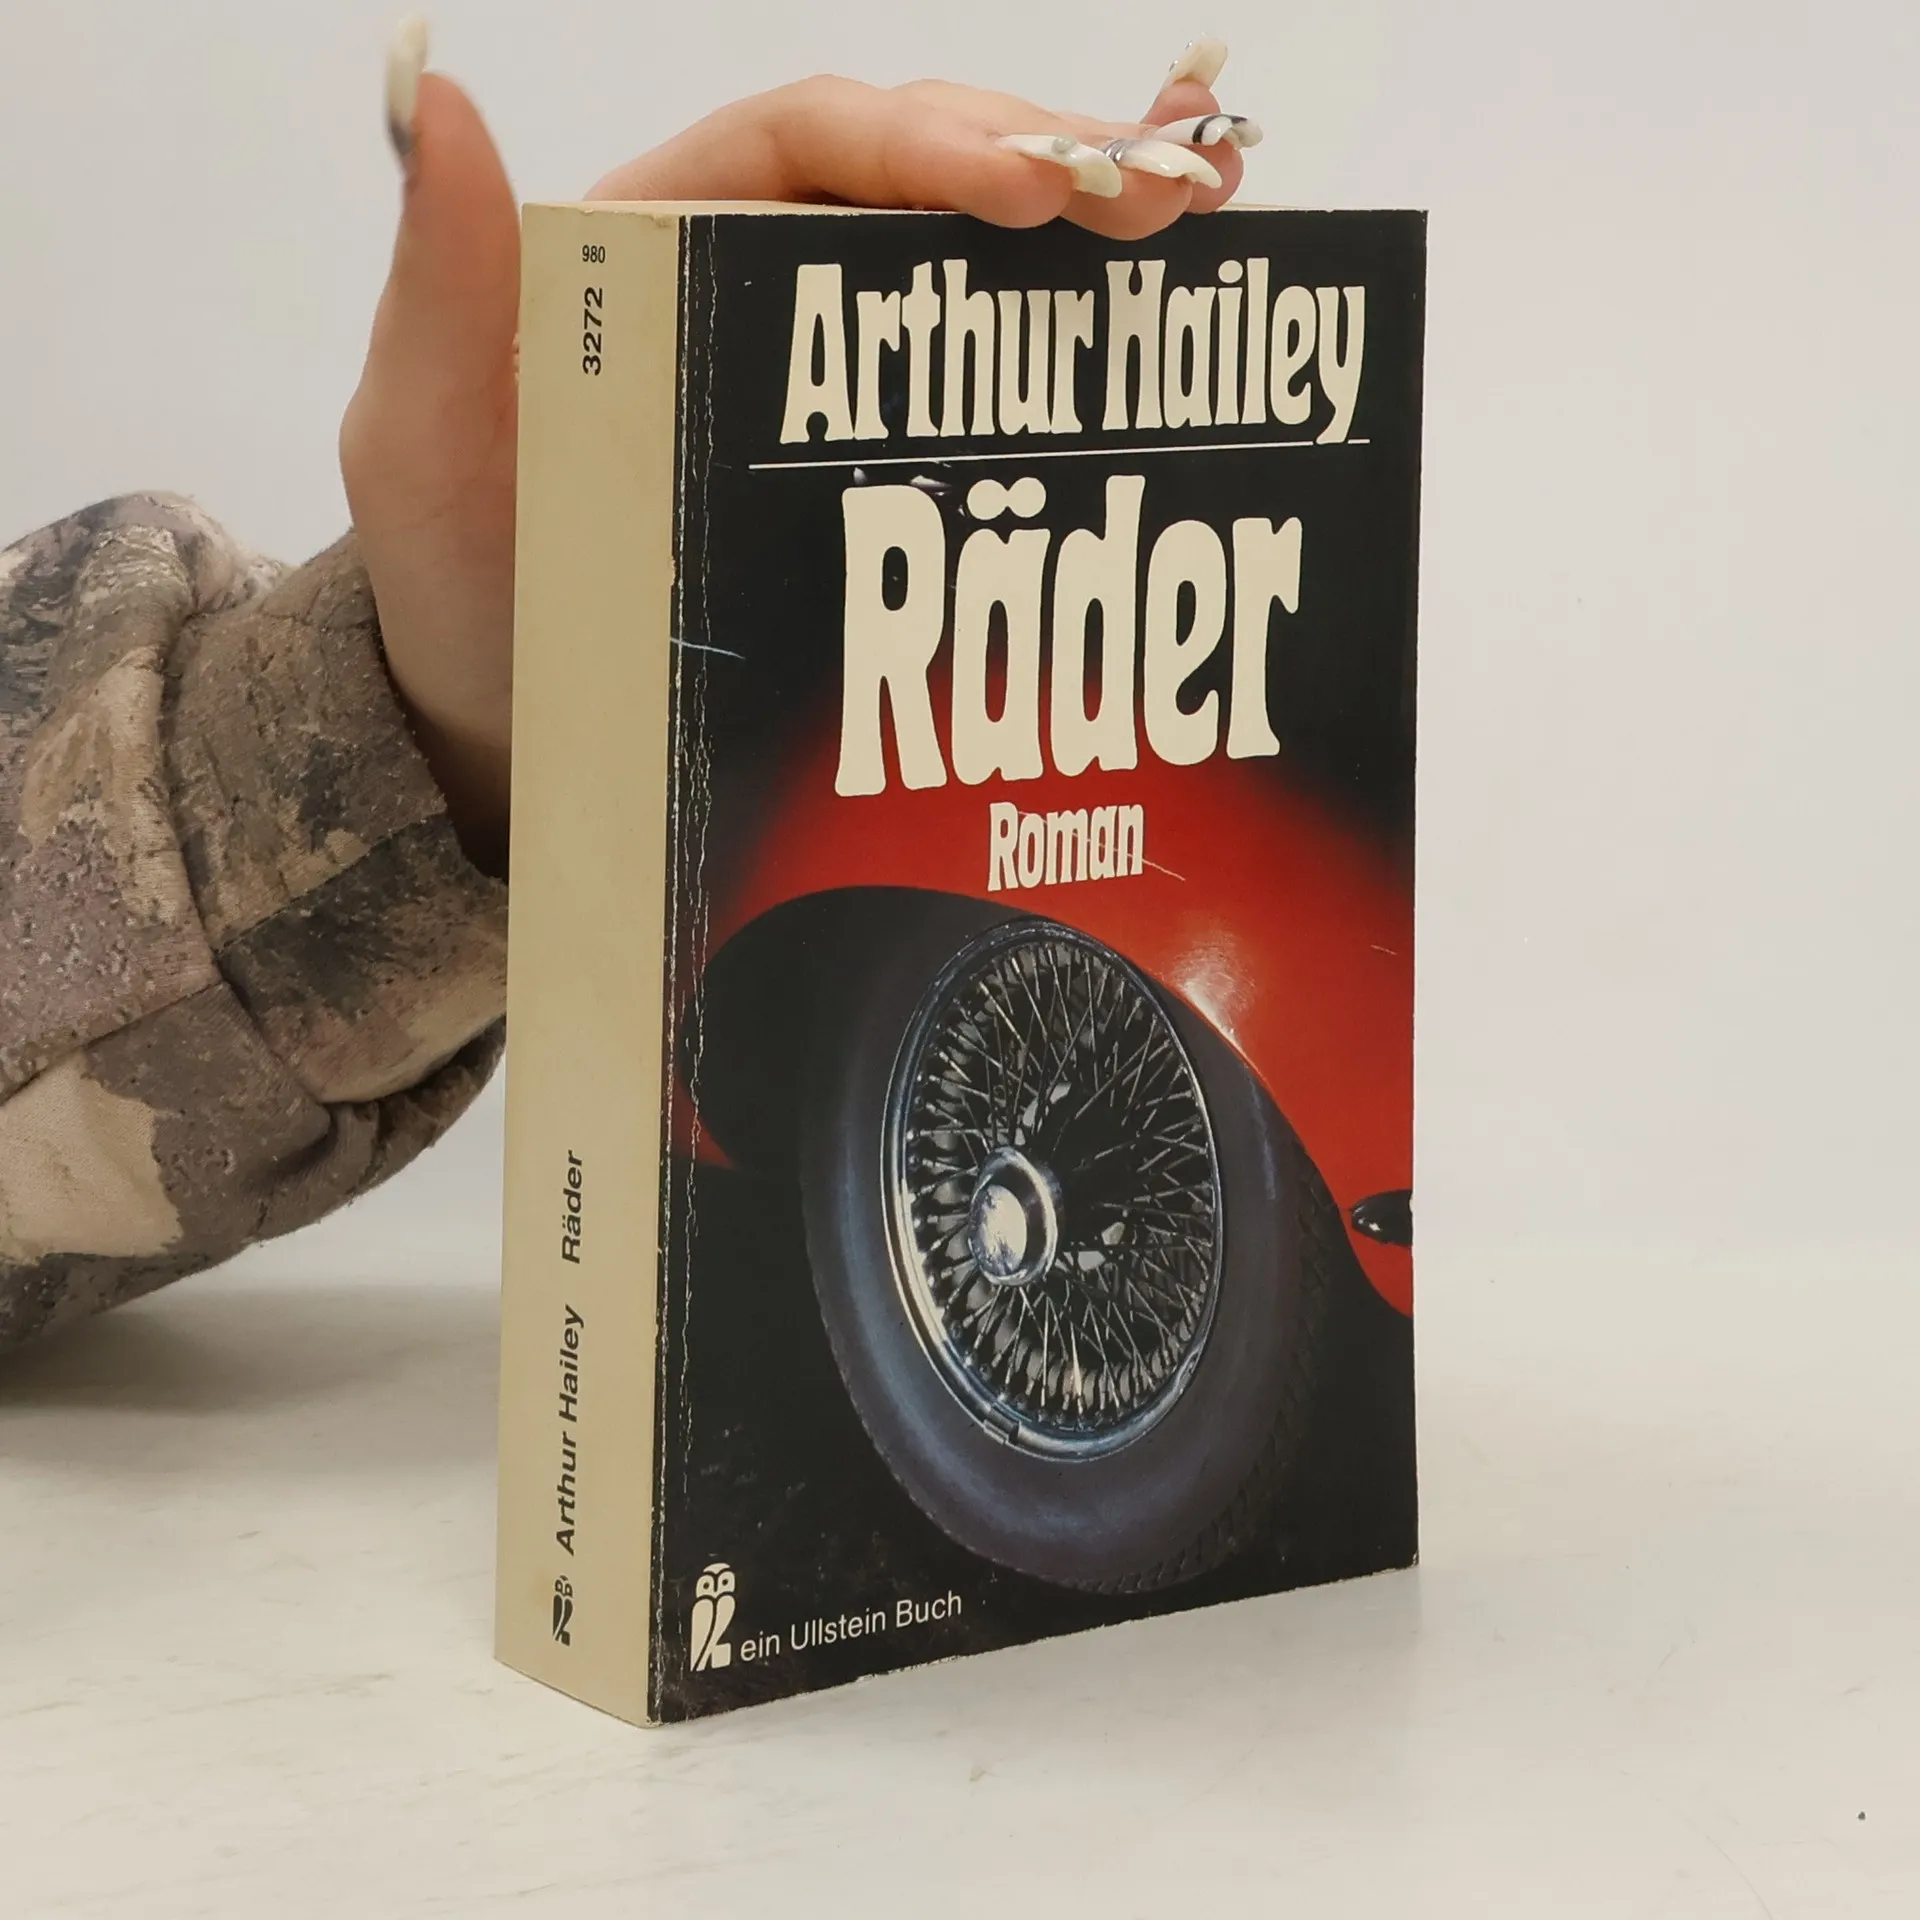 980
3272
Arthur Hailey Räder
Arthur Hailey
Räder
Roman
ein Ullstein Buch